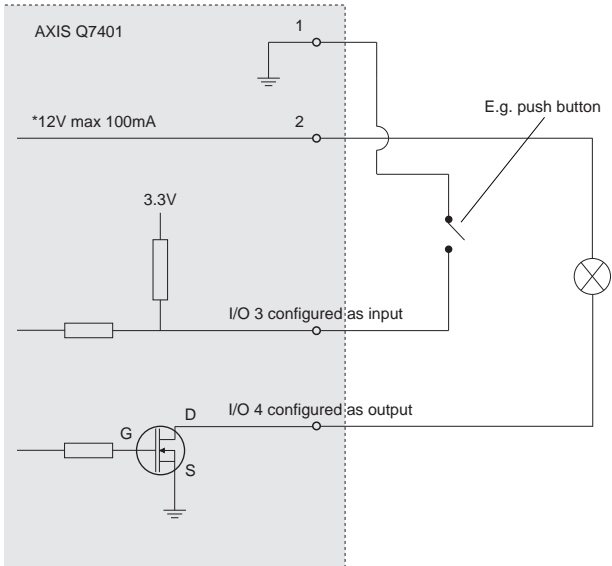 AXIS Q7401
1
*12V max 100mA
2
E.g. push button
3.3V
I/O 3 configured as input
I/O 4 configured as output
D
G
S